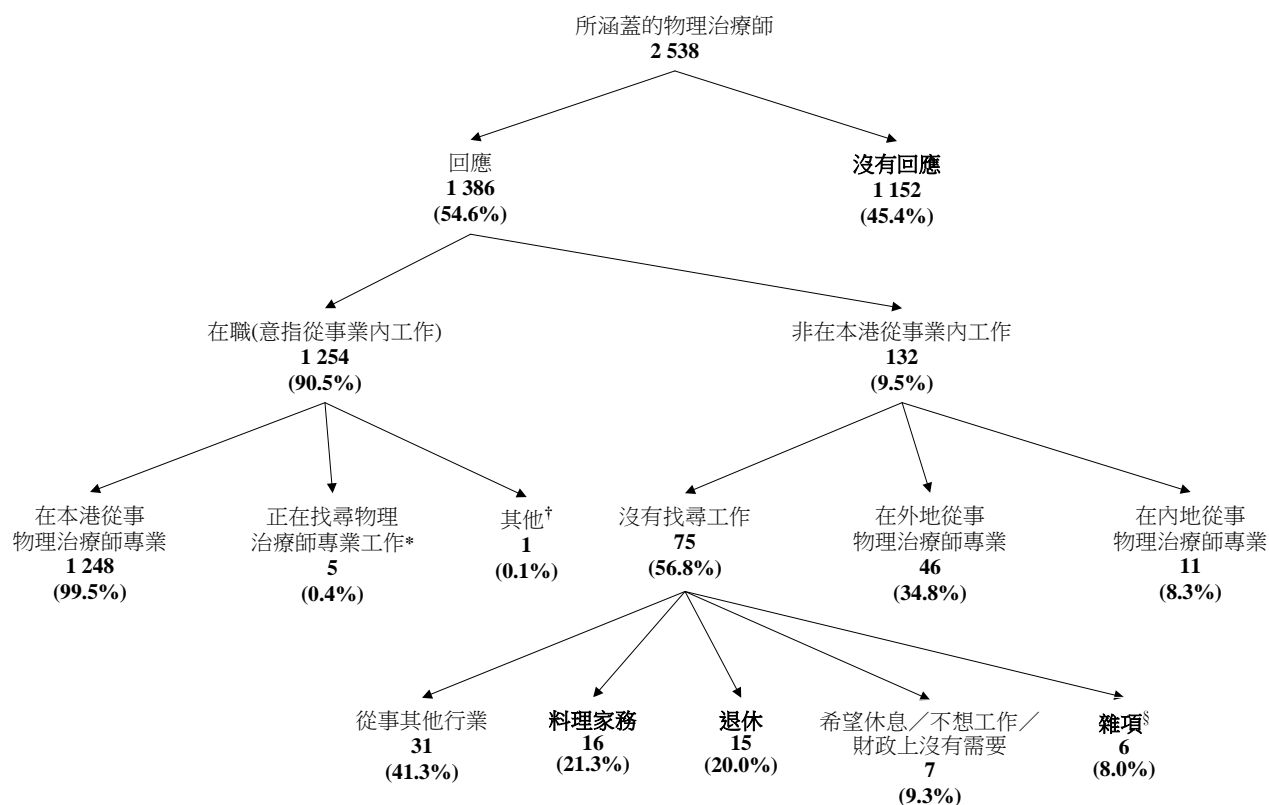 所涵蓋的物理治療師
2 538
回應
1 386
(54.6%)
沒有回應
1 152
(45.4%)
在職(意指從事業內工作)
1 254
(90.5%)
非在本港從事業內工作
132
(9.5%)
在本港從事
物理治療師專業
1 248
(99.5%)
正在找尋物理
治療師專業工作*
5
(0.4%)
其他†
1
(0.1%)
沒有找尋工作
75
(56.8%)
在外地從事
物理治療師專業
46
(34.8%)
在內地從事
物理治療師專業
11
(8.3%)
從事其他行業
31
(41.3%)
料理家務
16
(21.3%)
退休
15
(20.0%)
希望休息／不想工作／
財政上沒有需要
7
(9.3%)
雜項§
6
(8.0%)